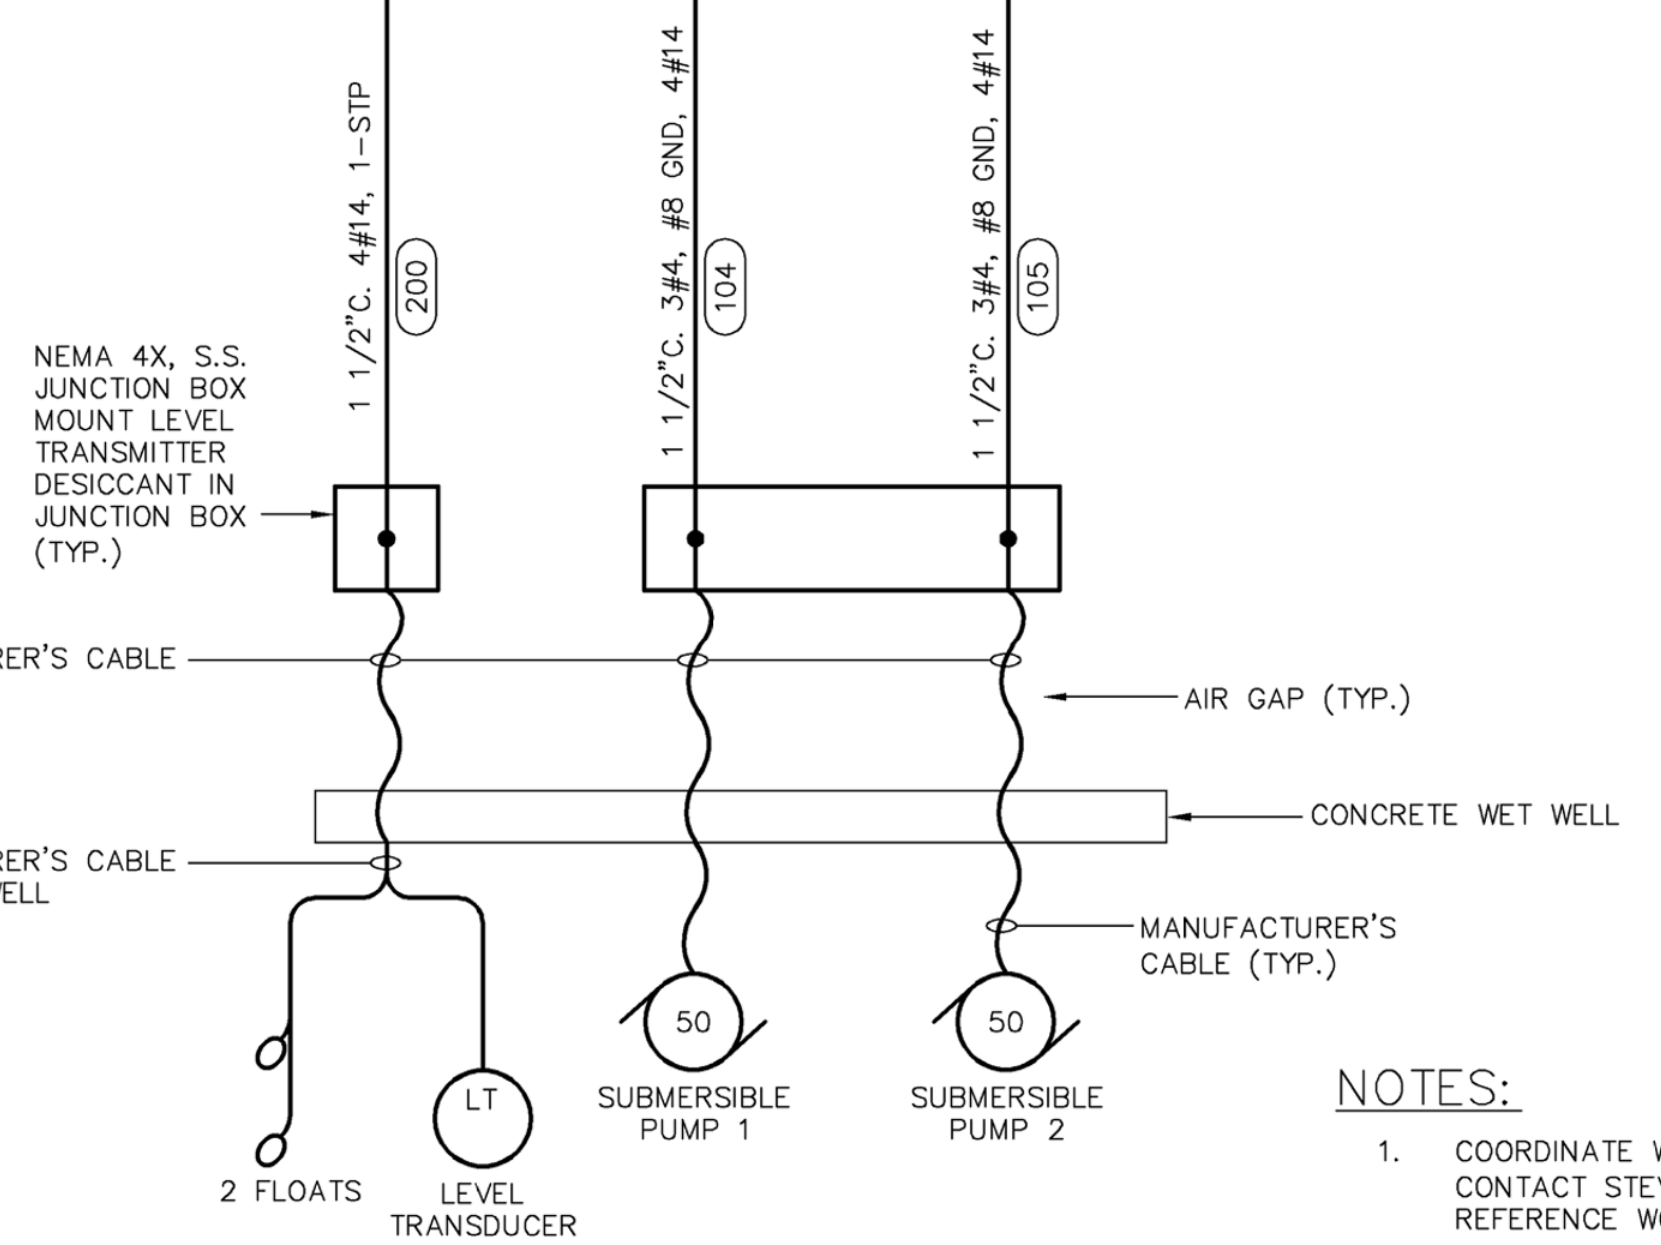 1 1/2"C. 4#14, 1-STP
200
1 1/2"C. 3#4, #8 GND, 4#14
104
1 1/2"C. 3#4, #8 GND, 4#14
105
NEMA 4X, S.S.
JUNCTION BOX
MOUNT LEVEL
TRANSMITTER
DESICCANT IN
JUNCTION BOX
(TYP.)
RER'S CABLE
AIR GAP (TYP.)
CONCRETE WET WELL
RER'S CABLE
ELL
MANUFACTURER'S
CABLE (TYP.)
50
50
SUBMERSIBLE
PUMP 1
SUBMERSIBLE
PUMP 2
LT
2 FLOATS
LEVEL
TRANSDUCER
NOTES:
1. COORDINATE
CONTACT
REFERENCE